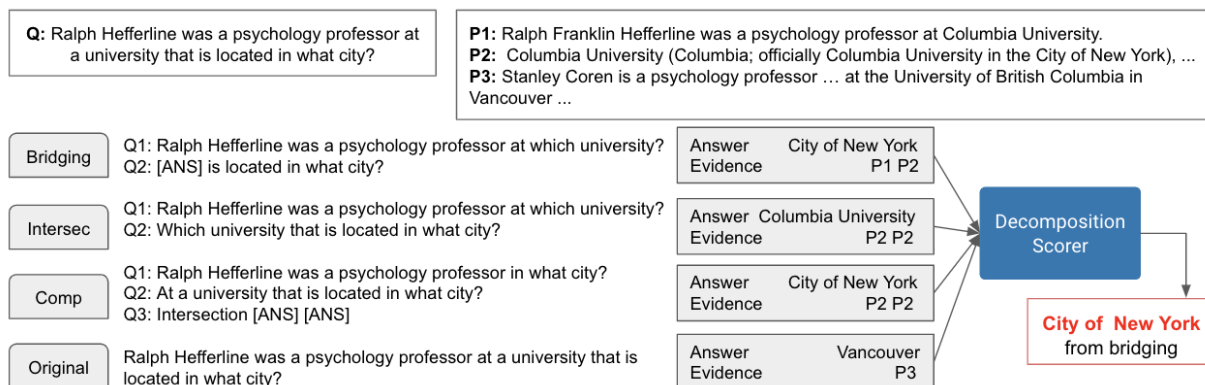 Q: Ralph Hefferline was a psychology professor at
a university that is located in what city?
P1: Ralph Franklin Hefferline was a psychology professor at Columbia University.
P2: Columbia University (Columbia; officially Columbia University in the City of New York), ...
P3: Stanley Coren is a psychology professor … at the University of British Columbia in
Vancouver ...
Bridging
Q1: Ralph Hefferline was a psychology professor at which university?
Q2: [ANS] is located in what city?
Answer City of New York
Evidence P1 P2
Intersec
Q1: Ralph Hefferline was a psychology professor at which university?
Q2: Which university that is located in what city?
Answer Columbia University
Evidence P2 P2
Comp
Q1: Ralph Hefferline was a psychology professor in what city?
Q2: At a university that is located in what city?
Q3: Intersection [ANS] [ANS]
Answer City of New York
Evidence P2 P2
Original
Ralph Hefferline was a psychology professor at a university that is
located in what city?
Answer Vancouver
Evidence P3
Decomposition
Scorer
City of New York
from bridging